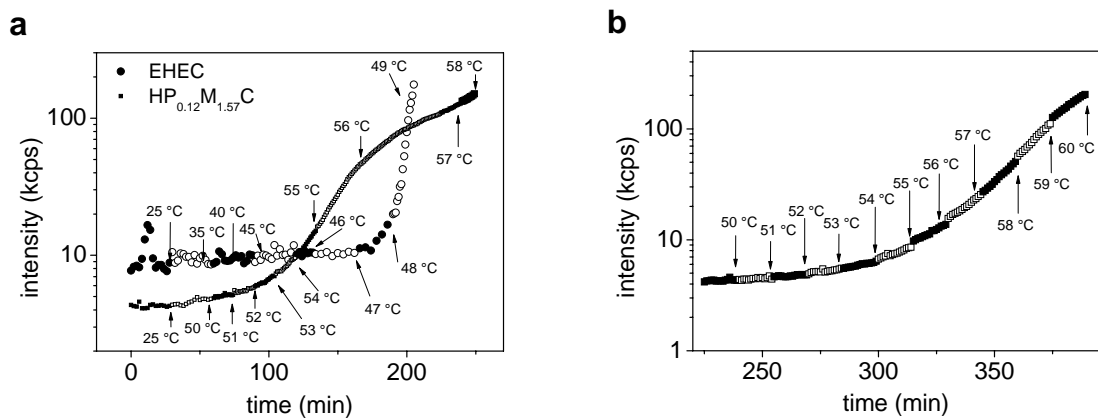 a
EHEC
HP0.12M1.57C
49 °C
58 °C
56 °C
57 °C
55 °C
25 °C
40 °C
35 °C
45 °C
46 °C
48 °C
47 °C
54 °C
53 °C
52 °C
51 °C
50 °C
25 °C
100
10
intensity (kcps)
0 100 200
time (min)
b
50 °C
51 °C
52 °C
53 °C
54 °C
55 °C
56 °C
57 °C
58 °C
59 °C
60 °C
100
10
1
intensity (kcps)
250 300 350
time (min)